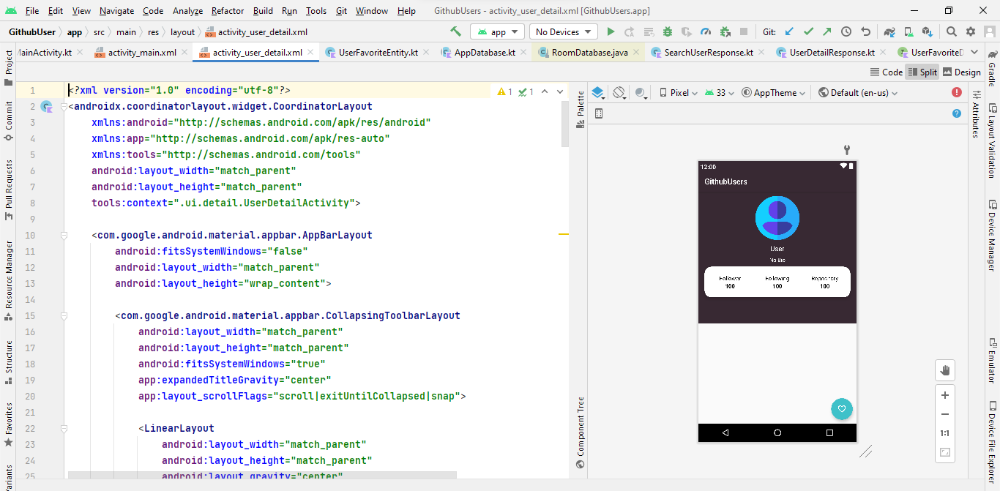 File Edit View Navigate Code Analyze Refactor Build Run Tools Git Window Help GithubUsers - activity_user_detail.xml [GithubUsers.app]
GithubUser app src main res layout activity_user_detail.xml app No Devices Git:
MainActivity.kt activity_main.xml activity_user_detail.xml UserFavoriteEntity.kt AppDatabase.kt RoomDatabase.java SearchUserResponse.kt UserDetailResponse.kt UserFavoriteD
Code Split Design
Project
Commit
Pull Requests
Resource Manager
Structure
Favorites
ariants
1 <?xml version="1.0" encoding="utf-8"?>
2 <androidx.coordinatorlayout.widget.CoordinatorLayout
3 xmlns:android="http://schemas.android.com/apk/res/android"
4 xmlns:app="http://schemas.android.com/apk/res-auto"
5 xmlns:tools="http://schemas.android.com/tools"
6 android:layout_width="match_parent"
7 android:layout_height="match_parent"
8 tools:context=".ui.detail.UserDetailActivity">
9
10 <com.google.android.material.appbar.AppBarLayout
11 android:fitsSystemWindows="false"
12 android:layout_width="match_parent"
13 android:layout_height="wrap_content">
14
15 <com.google.android.material.appbar.CollapsingToolbarLayout
16 android:layout_width="match_parent"
17 android:layout_height="match_parent"
18 android:fitsSystemWindows="true"
19 app:expandedTitleGravity="center"
20 app:layout_scrollFlags="scroll|exitUntilCollapsed|snap">
21
22 <LinearLayout
23 android:layout_width="match_parent"
24 android:layout_height="match_parent"
25 android:layout_gravity="center"
1 1
Palette
Component Tree
Pixel 33 AppTheme Default (en-us)
12:00
GithubUsers
User
No Bio
Follower Following Repository
100 100 100
1:1
Attributes
Gradle
Layout Validation
Device Manager
Emulator
Device File Explorer